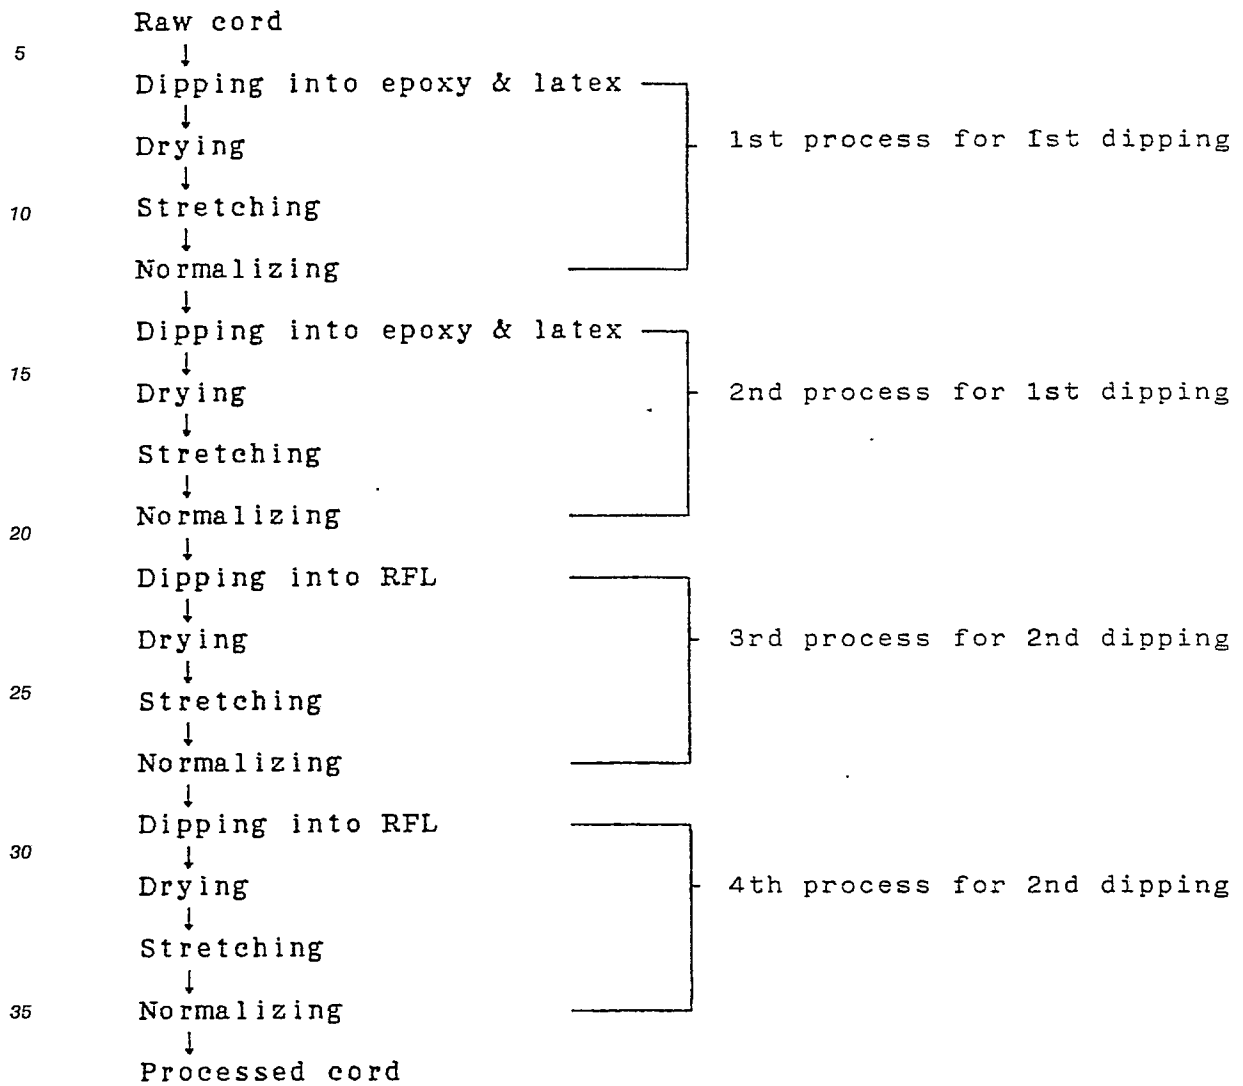 Raw cord
5
Dipping into epoxy & latex
Drying
1st process for 1st dipping
Stretching
10
Normalizing
Dipping into epoxy & latex
15
Drying
2nd process for 1st dipping
Stretching
Normalizing
20
Dipping into RFL
Drying
3rd process for 2nd dipping
25
Stretching
Normalizing
Dipping into RFL
30
Drying
4th process for 2nd dipping
Stretching
35
Normalizing
Processed cord